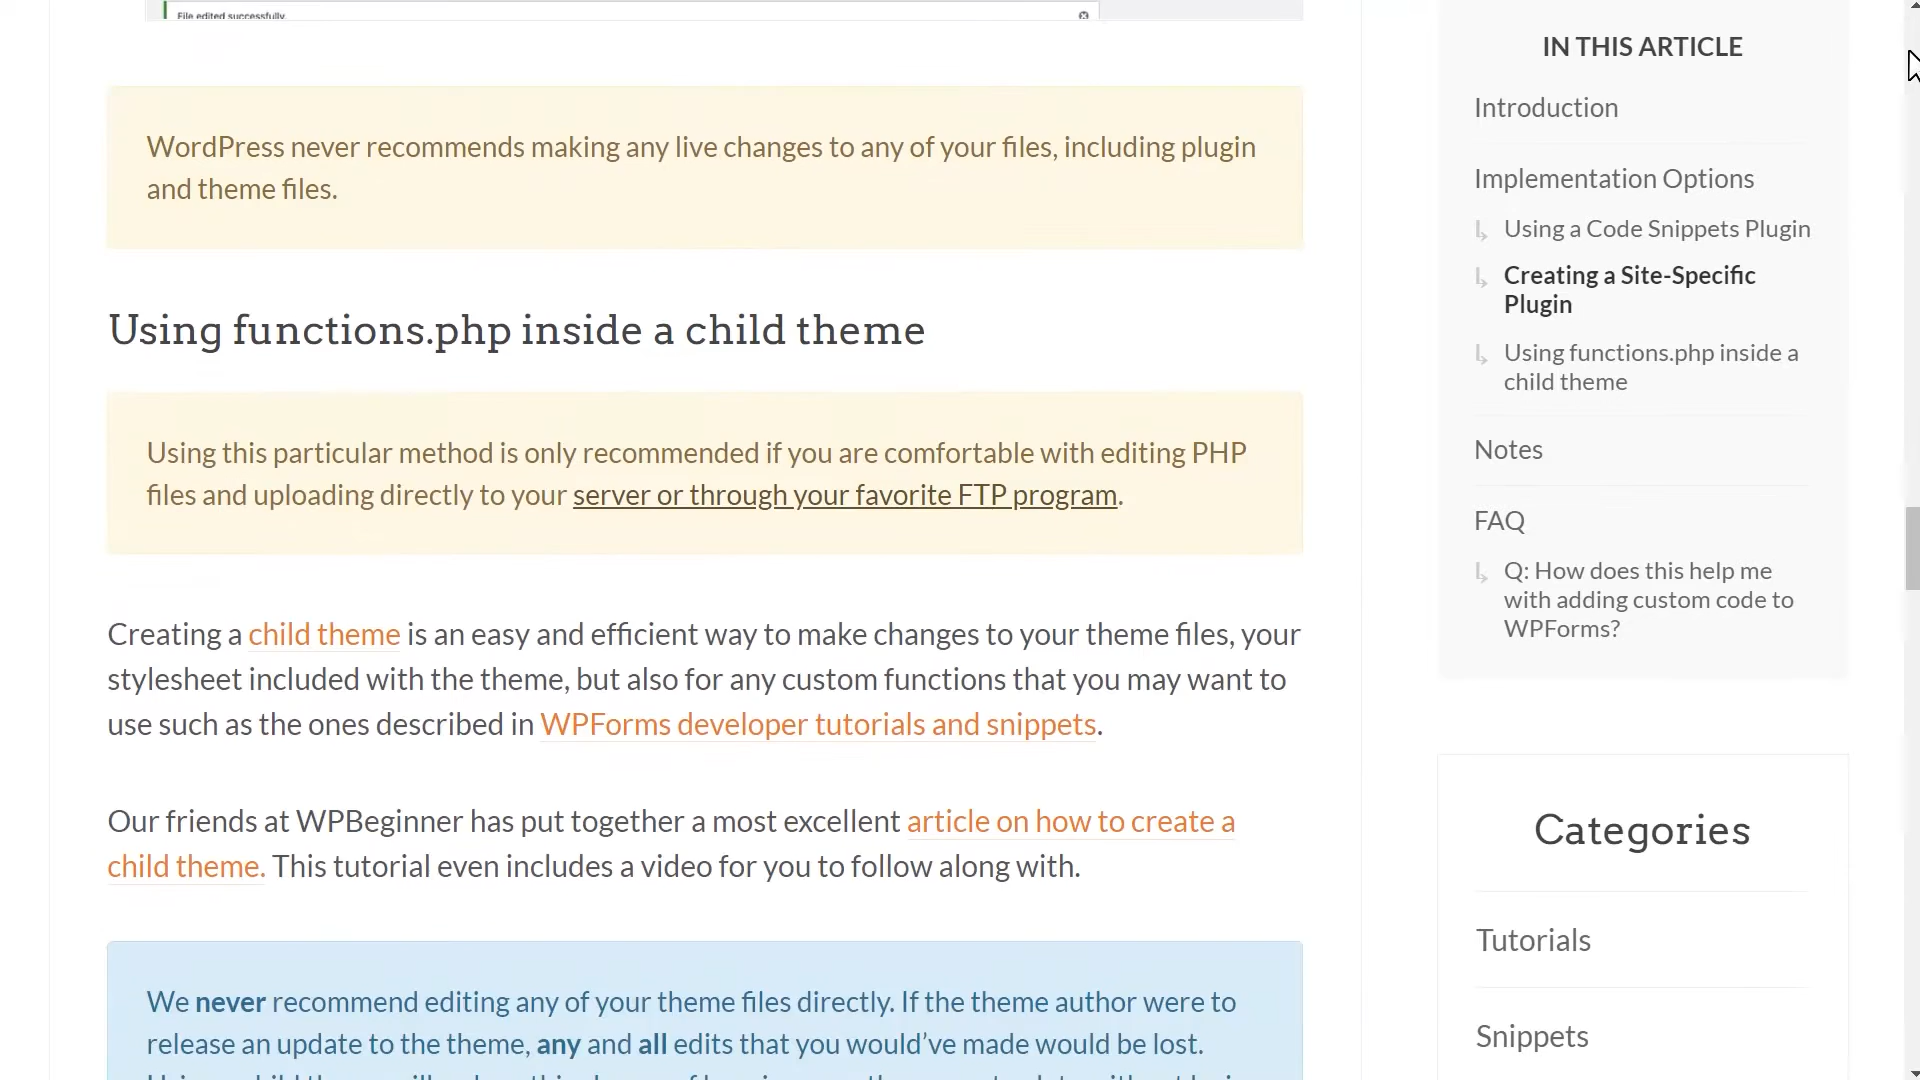 File edited successfully.
WordPress never recommends making any live changes to any of your files, including plugin
and theme files.
Using functions.php inside a child theme
Using this particular method is only recommended if you are comfortable with editing PHP
files and uploading directly to your server or through your favorite FTP program.
Creating a child theme is an easy and efficient way to make changes to your theme files, your
stylesheet included with the theme, but also for any custom functions that you may want to
use such as the ones described in WPForms developer tutorials and snippets.
Our friends at WPBeginner has put together a most excellent article on how to create a
child theme. This tutorial even includes a video for you to follow along with.
We never recommend editing any of your theme files directly. If the theme author were to
release an update to the theme, any and all edits that you would've made would be lost.
IN THIS ARTICLE
Introduction
Implementation Options
Using a Code Snippets Plugin
Creating a Site-Specific
Plugin
Using functions.php inside a
child theme
Notes
FAQ
Q: How does this help me
with adding custom code to
WPForms?
Categories
Tutorials
Snippets